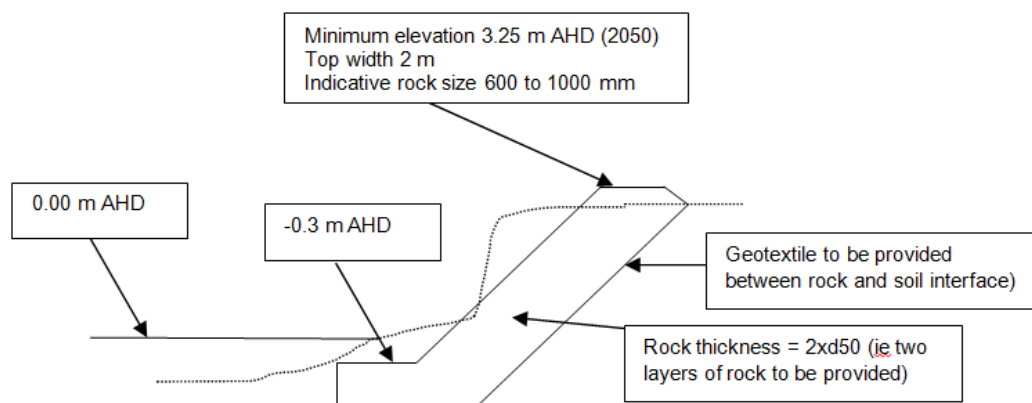 Minimum elevation 3.25 m AHD (2050)
Top width 2 m
Indicative rock size 600 to 1000 mm
0.00 m AHD
-0.3 m AHD
Geotextile to be provided
between rock and soil interface)
Rock thickness = 2xd50 (ie two
layers of rock to be provided)